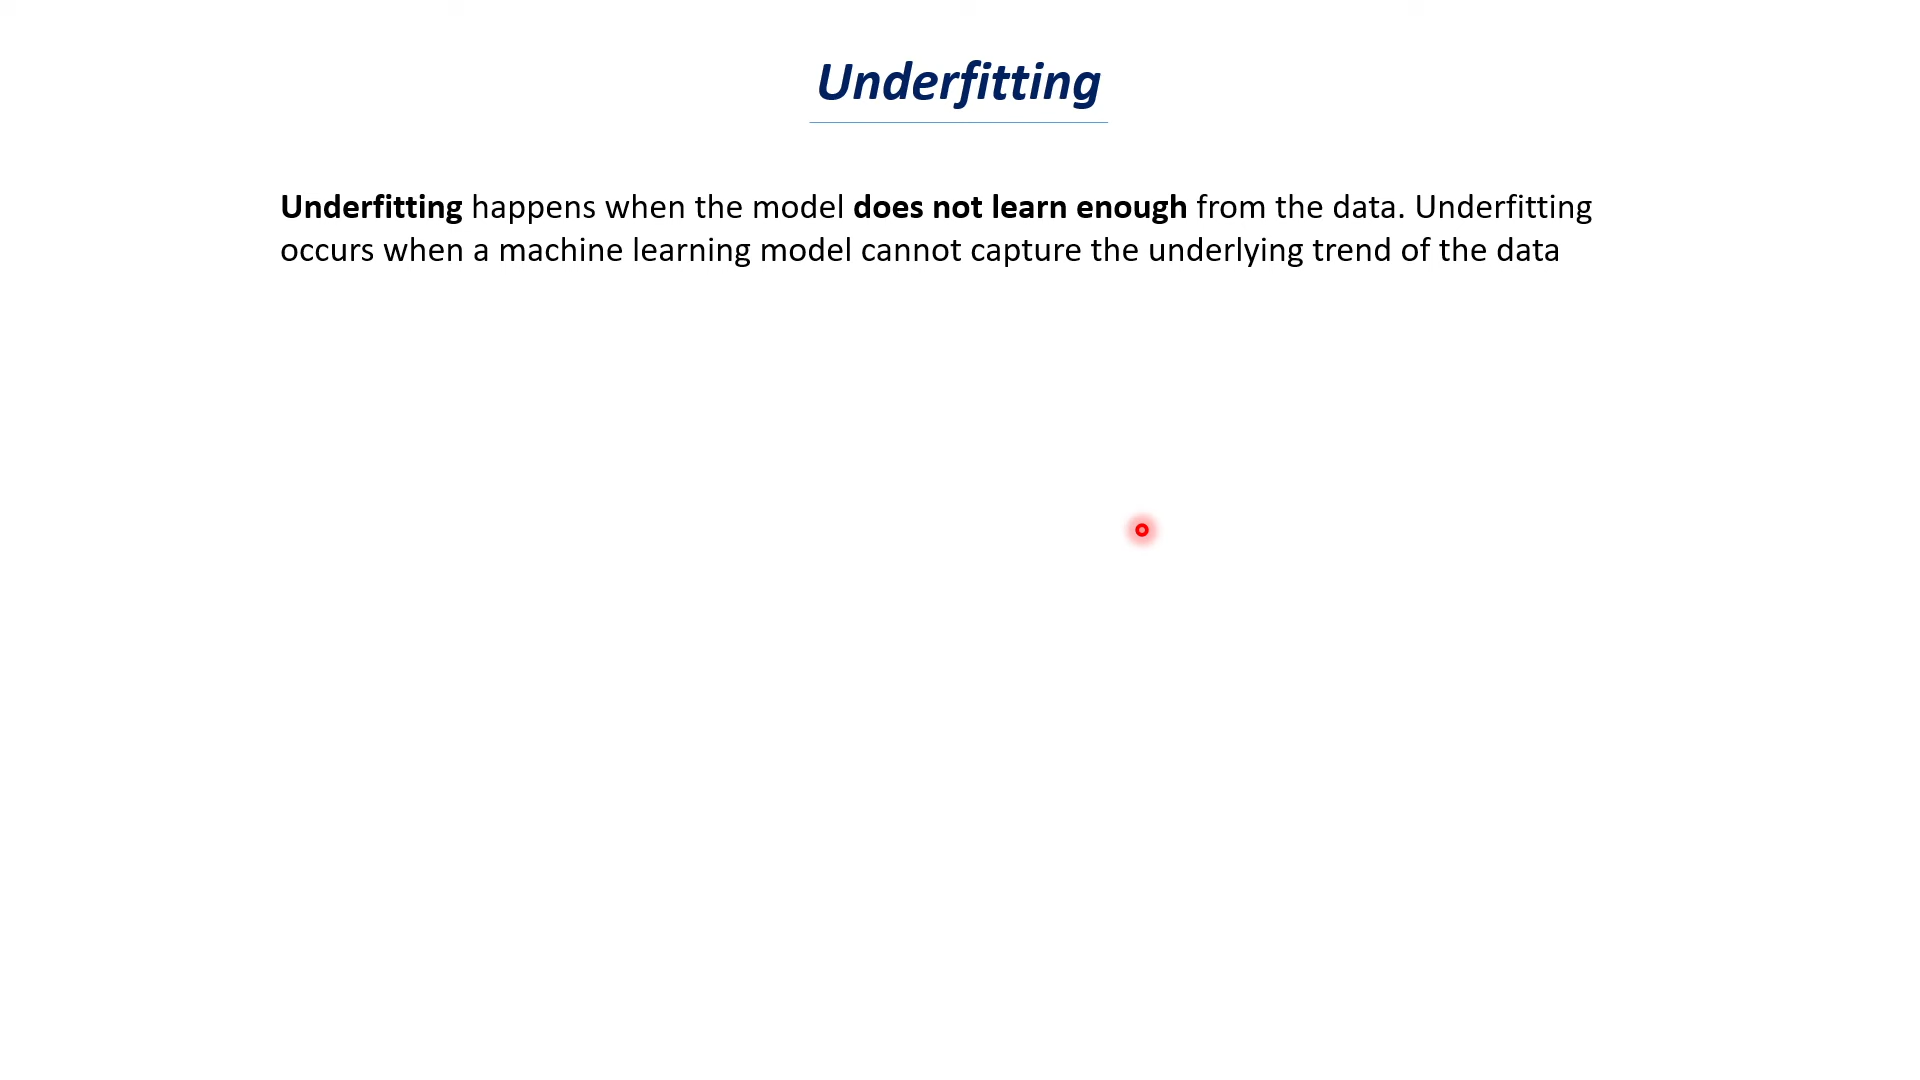 Underfitting
Underfitting happens when the model does not learn enough from the data. Underfitting
occurs when a machine learning model cannot capture the underlying trend of the data